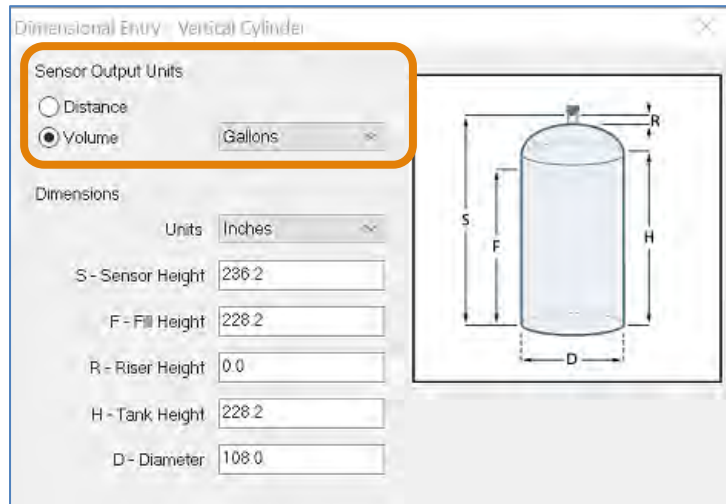 Dimensional Entry - Vertical Cylinder
Sensor Output Units
Distance
Volume Gallons
Dimensions
Units Inches
S - Sensor Height 236.2
F - Fill Height 228.2
R - Riser Height 0.0
H - Tank Height 228.2
D - Diameter 108.0
R
S
F
H
D